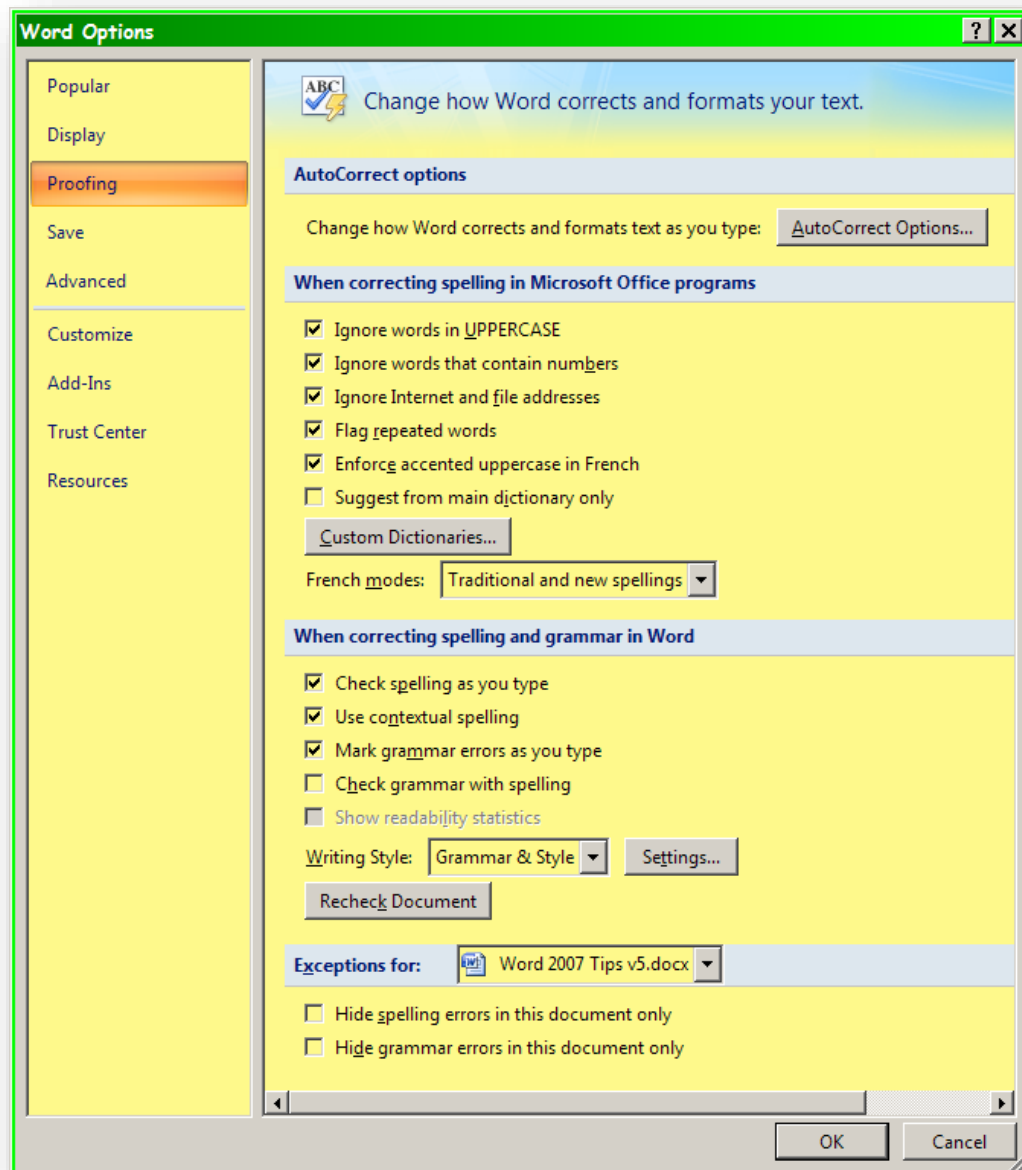 Word Options
Popular
Display
Proofing
Save
Advanced
Customize
Add-Ins
Trust Center
Resources
ABC
Change how Word corrects and formats your text.
AutoCorrect options
Change how Word corrects and formats text as you type: AutoCorrect Options...
When correcting spelling in Microsoft Office programs
Ignore words in UPPERCASE
Ignore words that contain numbers
Ignore Internet and file addresses
Flag repeated words
Enforce accented uppercase in French
Suggest from main dictionary only
Custom Dictionaries...
French modes: Traditional and new spellings
When correcting spelling and grammar in Word
Check spelling as you type
Use contextual spelling
Mark grammar errors as you type
Check grammar with spelling
Show readability statistics
Writing Style: Grammar & Style Settings...
Recheck Document
Exceptions for: Word 2007 Tips v5.docx
Hide spelling errors in this document only
Hide grammar errors in this document only
OK Cancel